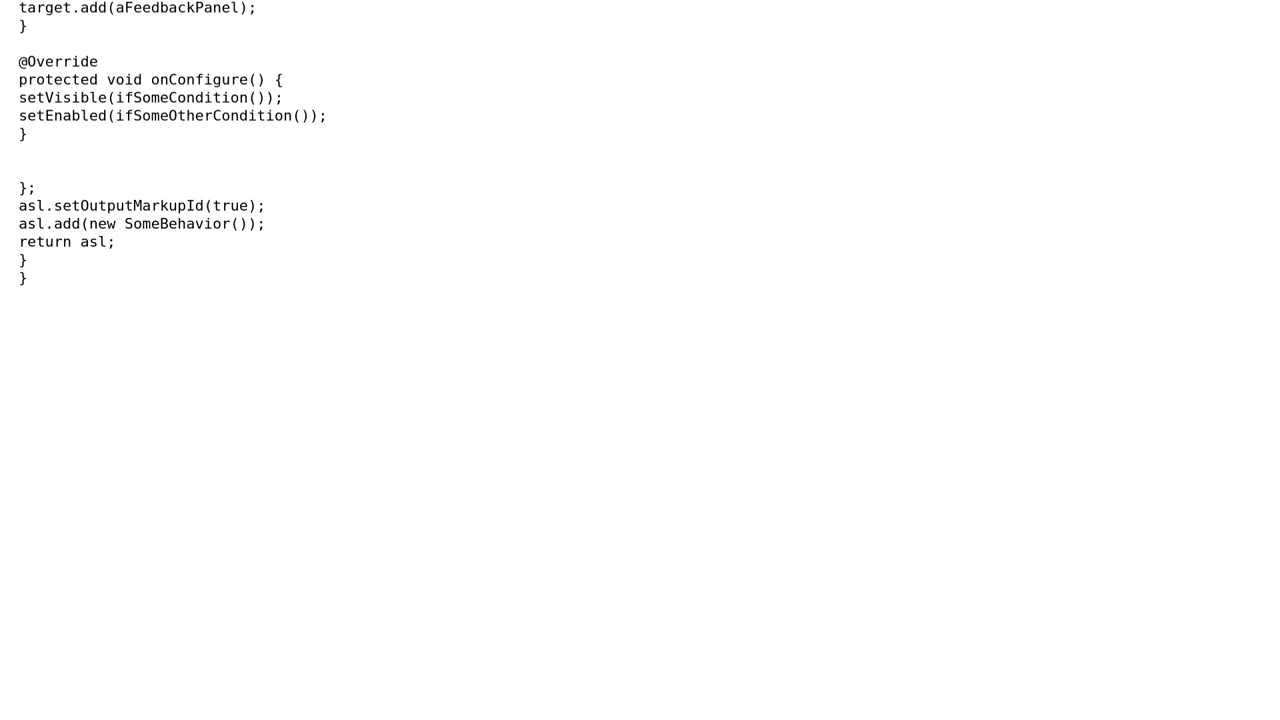 target.add(aFeedbackPanel);
}
@Override
protected void onConfigure() {
setVisible(ifSomeCondition());
setEnabled(ifSomeOtherCondition());
}
};
asl.setOutputMarkupId(true);
asl.add(new SomeBehavior());
return asl;
}
}